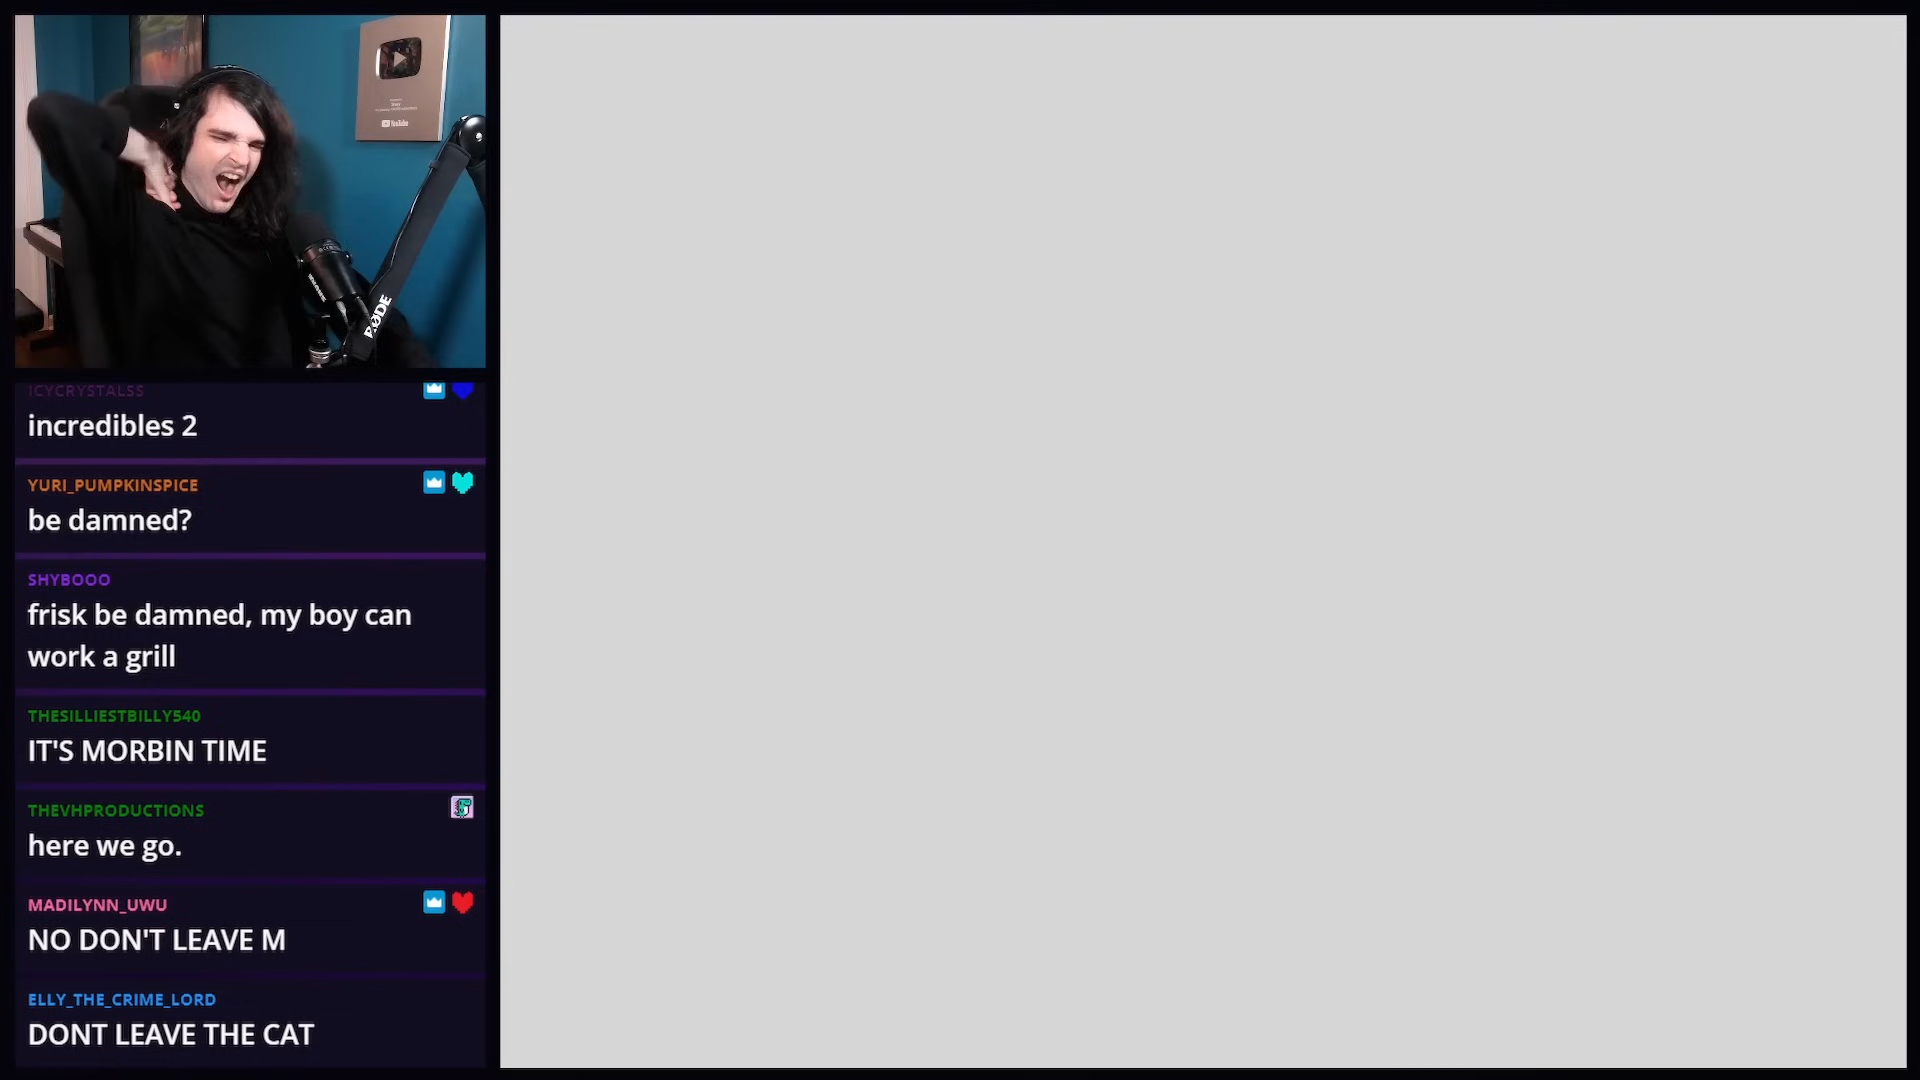 YouTube
RØDE
ICYCRYSTALSS
incredibles 2
YURI_PUMPKINSPICE
be damned?
SHYBOOO
frisk be damned, my boy can
work a grill
THESILLIESTBILLY540
IT'S MORBIN TIME
THEVHPRODUCTIONS
here we go.
MADILYNN_UWU
NO DON'T LEAVE M
ELLY_THE_CRIME_LORD
DONT LEAVE THE CAT